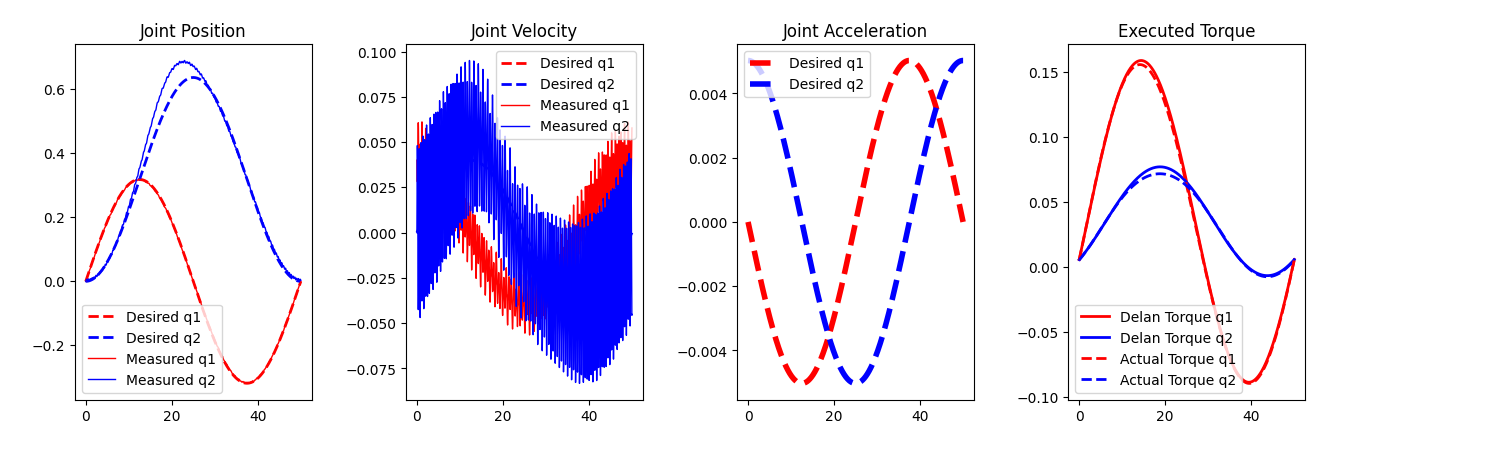 Joint Position
0.6
0.4
0.2
0.0
−0.2
0
20
40
Desired q1
Desired q2
Measured q1
Measured q2
Joint Velocity
0.100
0.075
0.050
0.025
0.000
−0.025
−0.050
−0.075
0
20
40
Desired q1
Desired q2
Measured q1
Measured q2
Joint Acceleration
0.004
0.002
0.000
−0.002
−0.004
0
20
40
Desired q1
Desired q2
Executed Torque
0.15
0.10
0.05
0.00
−0.05
−0.10
0
20
40
Delan Torque q1
Delan Torque q2
Actual Torque q1
Actual Torque q2